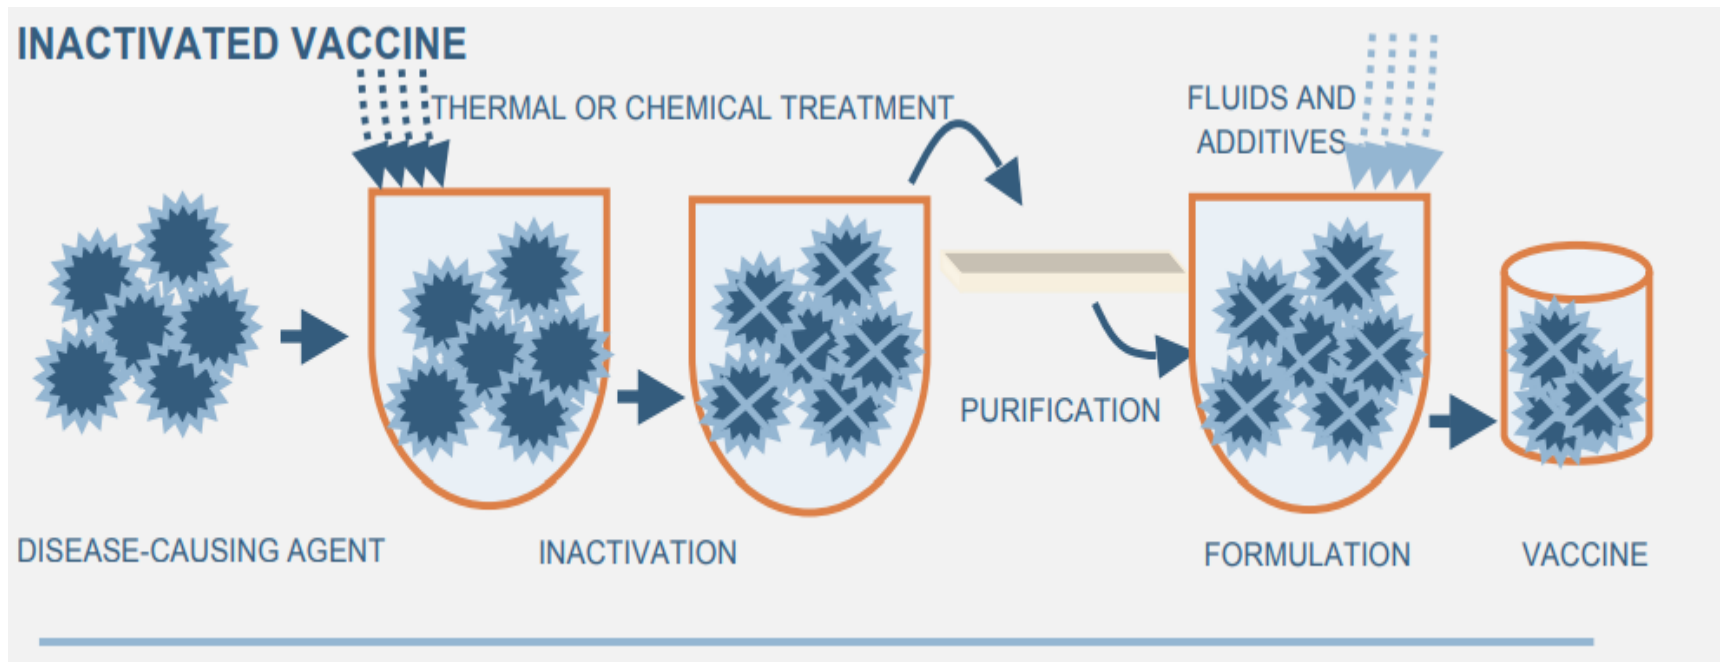 INACTIVATED VACCINE
THERMAL OR CHEMICAL TREATMENT
FLUIDS AND
ADDITIVES
PURIFICATION
DISEASE-CAUSING AGENT
INACTIVATION
FORMULATION
VACCINE